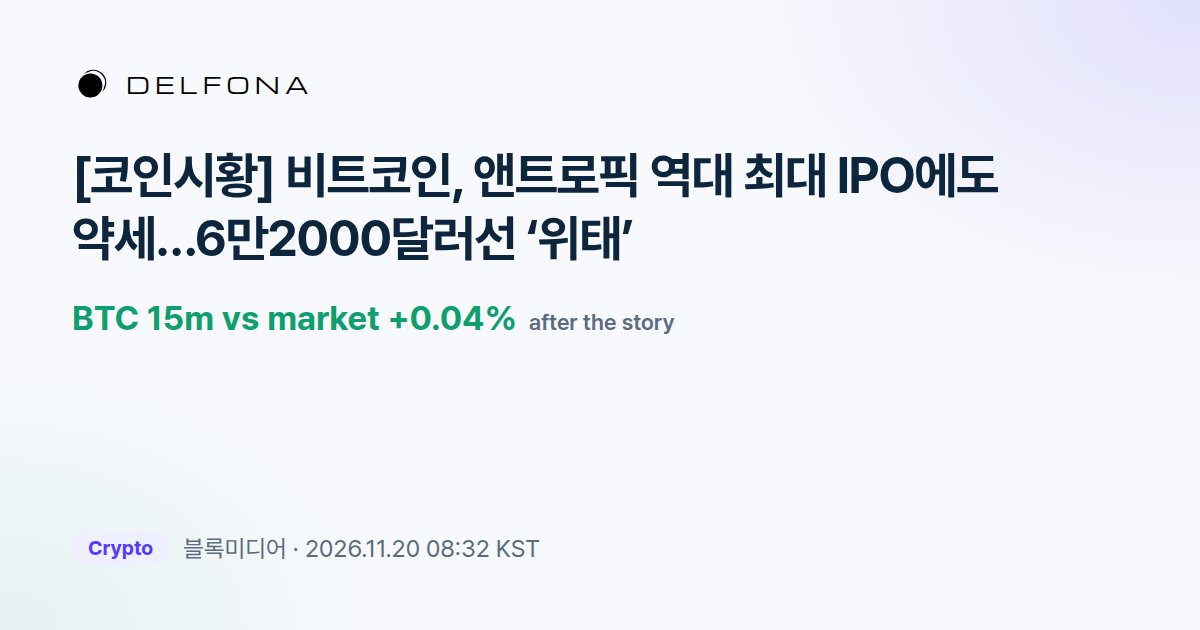 DELFONA
[코인시황] 비트코인, 앤트로픽 역대 최대 IPO에도
약세…6만2000달러선 ‘위태’
BTC 15m vs market +0.04% after the story
Crypto 블록미디어 · 2026.11.20 08:32 KST